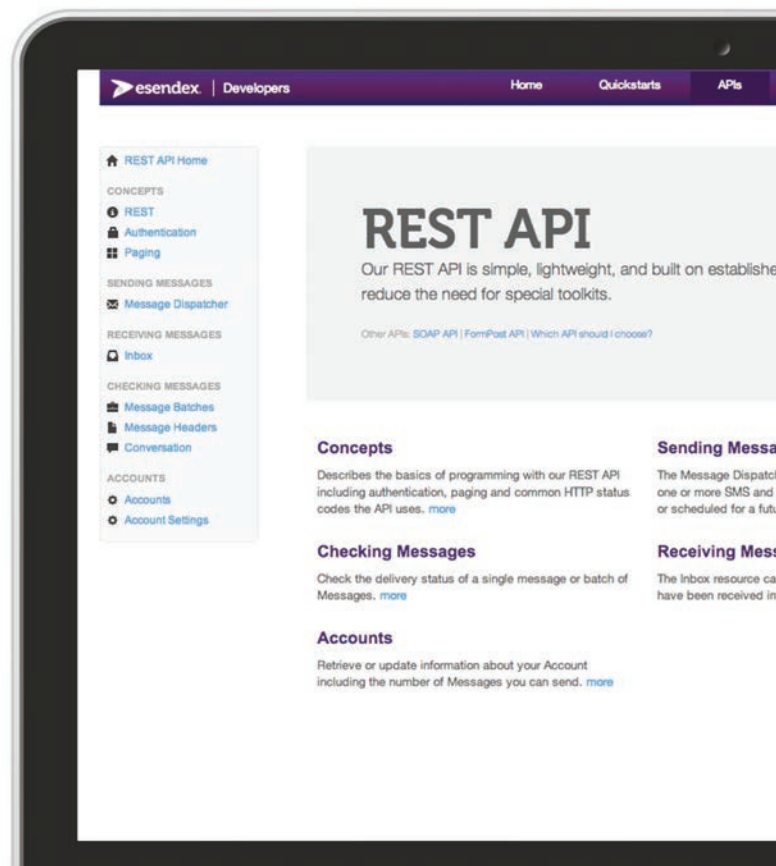 esendex. | Developers
Home Quickstarts APIs
REST API Home
CONCEPTS
REST
Authentication
Paging
SENDING MESSAGES
Message Dispatcher
RECEIVING MESSAGES
Inbox
CHECKING MESSAGES
Message Batches
Message Headers
Conversation
ACCOUNTS
Accounts
Account Settings
REST API
Our REST API is simple, lightweight, and built on establishe
reduce the need for special toolkits.
Other APIs: SOAP API | FormPost API | Which API should I choose?
Concepts
Describes the basics of programming with our REST API
including authentication, paging and common HTTP status
codes the API uses. more
Sending Messa
The Message Dispatc
one or more SMS and
or scheduled for a futu
Checking Messages
Check the delivery status of a single message or batch of
Messages. more
Receiving Mess
The Inbox resource ca
have been received in
Accounts
Retrieve or update information about your Account
including the number of Messages you can send. more